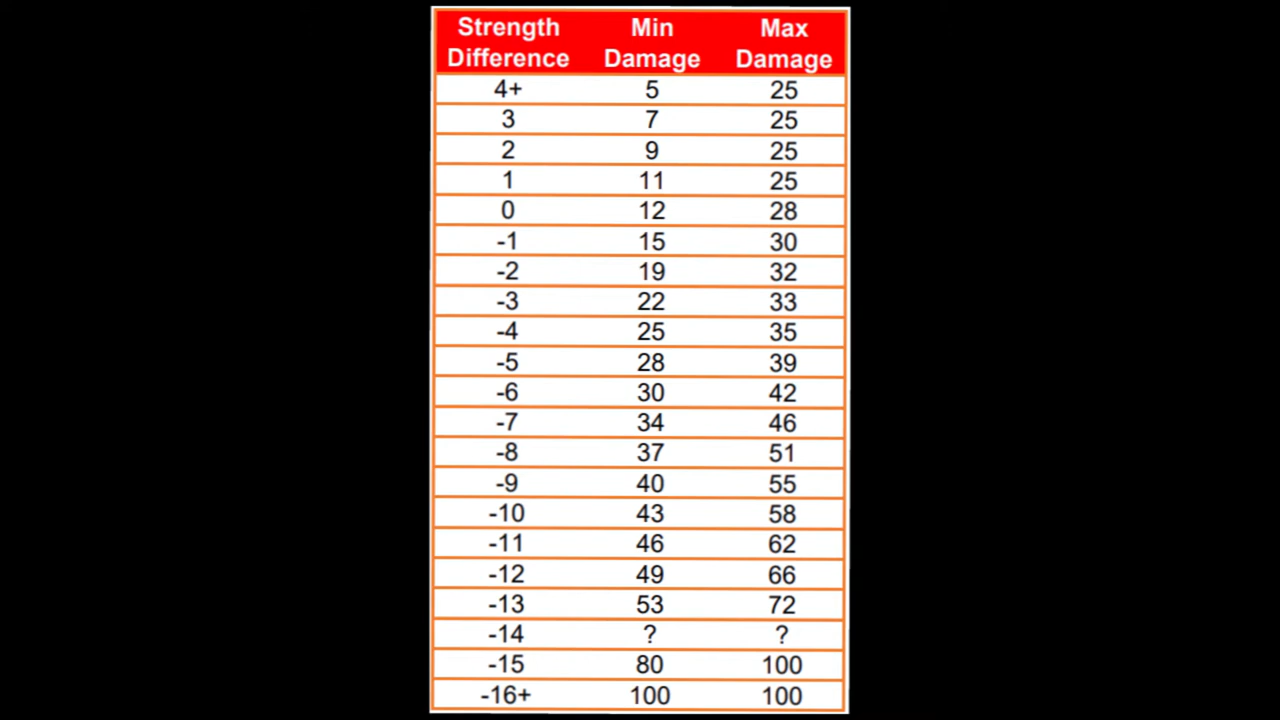 Strength Difference Min Damage Max Damage
4+ 5 25
3 7 25
2 9 25
1 11 25
0 12 28
-1 15 30
-2 19 32
-3 22 33
-4 25 35
-5 28 39
-6 30 42
-7 34 46
-8 37 51
-9 40 55
-10 43 58
-11 46 62
-12 49 66
-13 53 72
-14 ? ?
-15 80 100
-16+ 100 100